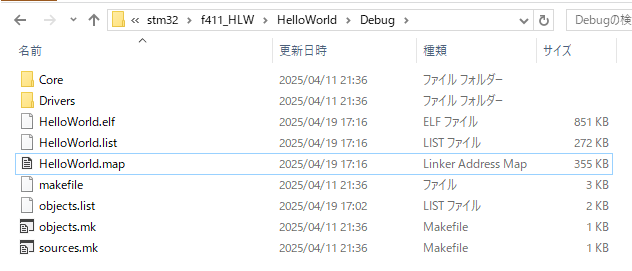 « stm32 › f411_HLW › HelloWorld › Debug › Debugの検
名前 更新日時 種類 サイズ
Core 2025/04/11 21:36 ファイル フォルダー
Drivers 2025/04/11 21:36 ファイル フォルダー
HelloWorld.elf 2025/04/19 17:16 ELF ファイル 851 KB
HelloWorld.list 2025/04/19 17:16 LIST ファイル 272 KB
HelloWorld.map 2025/04/19 17:16 Linker Address Map 355 KB
makefile 2025/04/11 21:36 ファイル 3 KB
objects.list 2025/04/19 17:02 LIST ファイル 2 KB
objects.mk 2025/04/11 21:36 Makefile 1 KB
sources.mk 2025/04/11 21:36 Makefile 1 KB